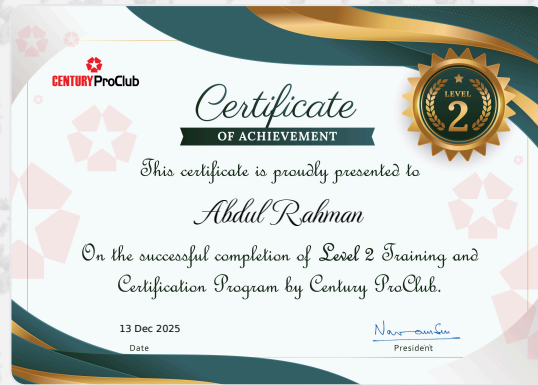 CENTURY ProClub
LEVEL
2
Certificate
OF ACHIEVEMENT
This certificate is proudly presented to
Abdul Rahman
On the successful completion of Level 2 Training and
Certification Program by Century ProClub.
13 Dec 2025
Date
President